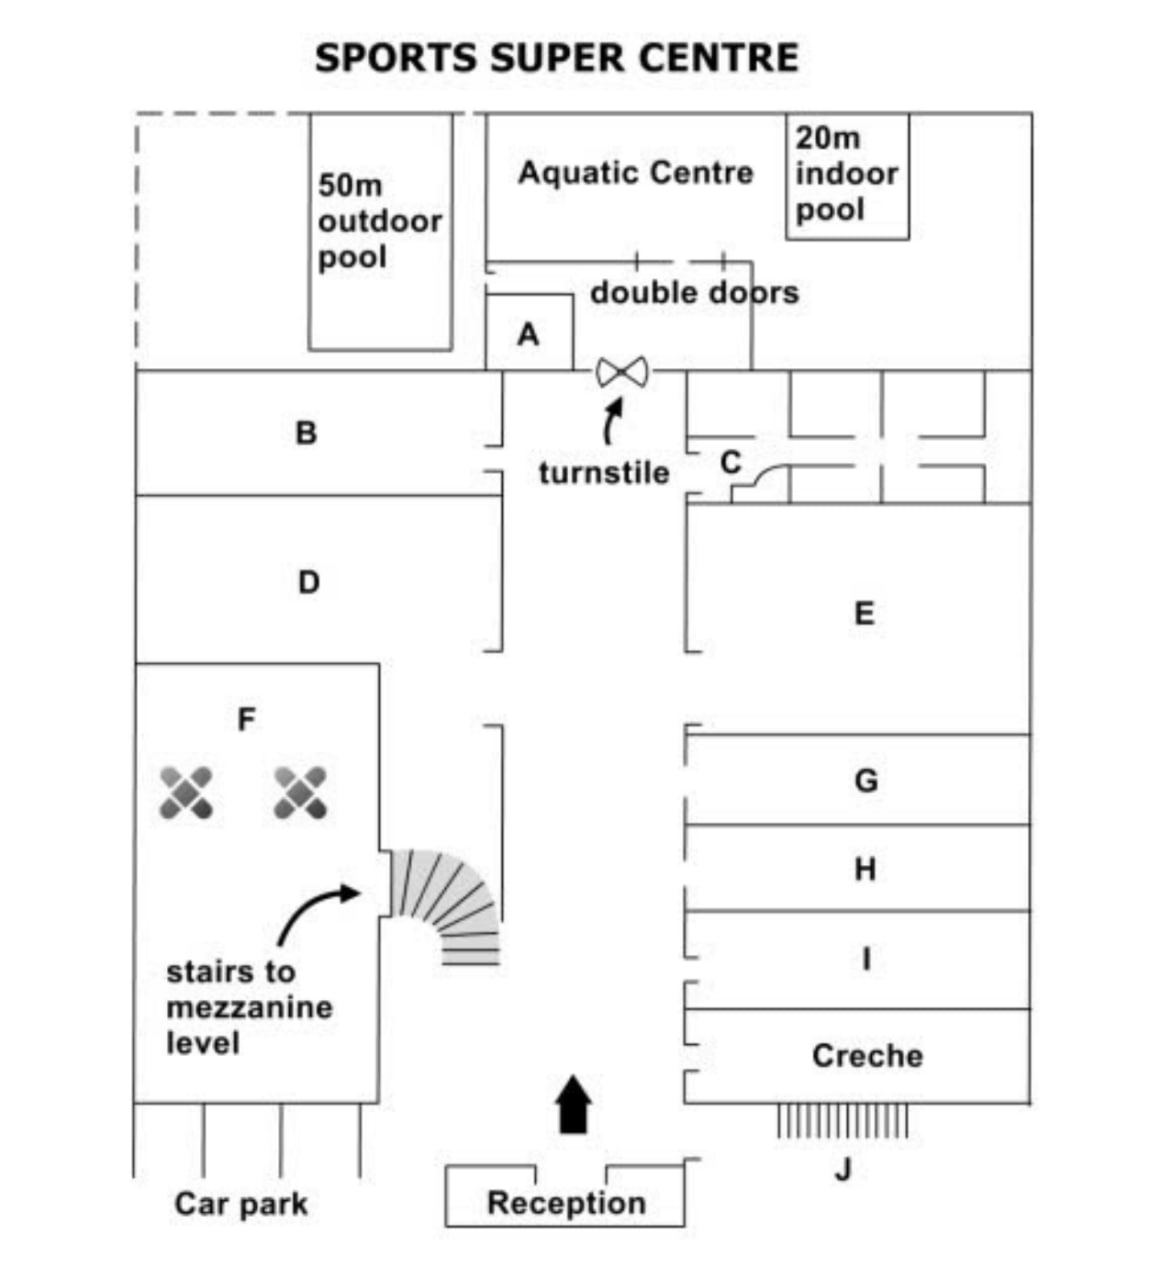 SPORTS SUPER CENTRE
50m
outdoor
pool
Aquatic Centre
20m
indoor
pool
double doors
A
B
turnstile
C
D
E
F
G
H
I
stairs to
mezzanine
level
Creche
J
Car park
Reception